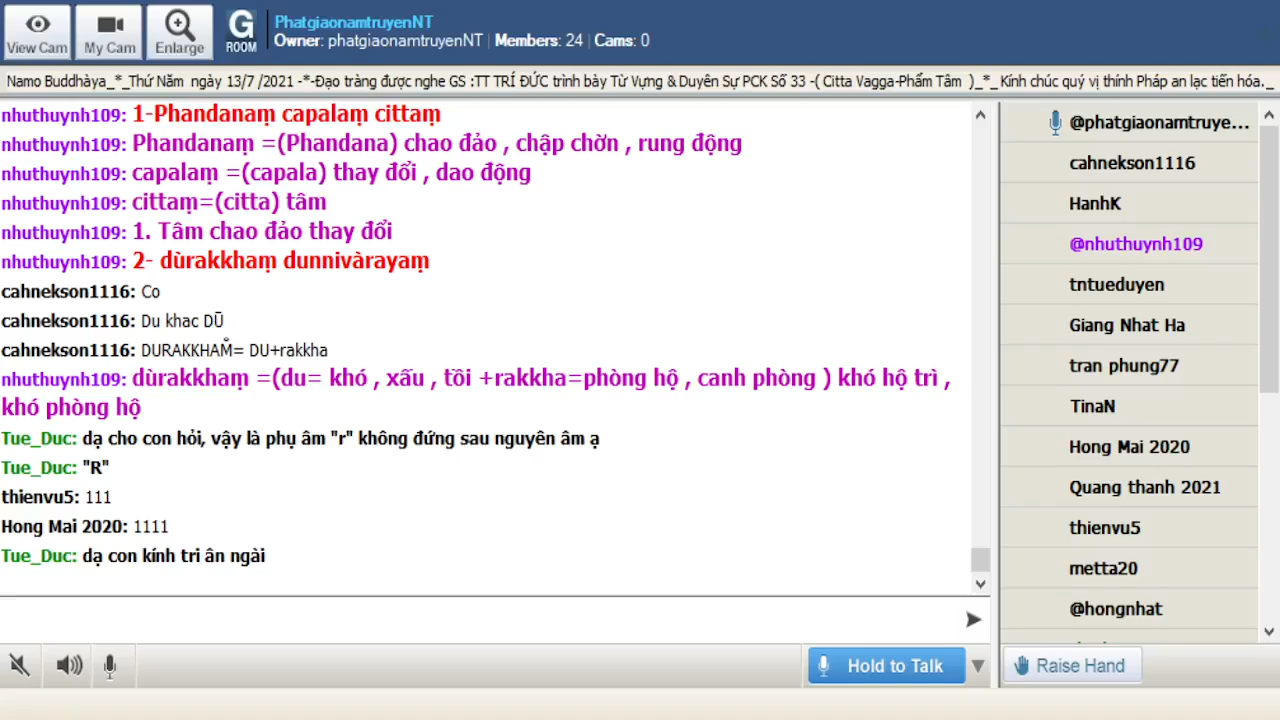 View Cam
My Cam
Enlarge
G
ROOM
PhatgiaonamtruyenNT
Owner: phatgiaonamtruyenNT | Members: 24 | Cams: 0
Namo Buddhàya_*_Thứ Năm ngày 13/7 /2021 -*-Đạo tràng được nghe GS :TT TRÍ ĐỨC trình bày Từ Vựng & Duyên Sự PCK Số 33 -( Citta Vagga-Phẩm Tâm )_*_Kính chúc quý vị thính Pháp an lạc tiến hóa._
nhuthuynh109: 1-Phandanaṃ capalaṃ cittaṃ
nhuthuynh109: Phandanaṃ =(Phandana) chao đảo , chập chờn , rung động
nhuthuynh109: capalaṃ =(capala) thay đổi , dao động
nhuthuynh109: cittaṃ=(citta) tâm
nhuthuynh109: 1. Tâm chao đảo thay đổi
nhuthuynh109: 2- dùrakkhaṃ dunnivàrayaṃ
cahnekson1116: Co
cahnekson1116: Du khac DŪ
cahnekson1116: DURAKKHAM̐= DU+rakkha
nhuthuynh109: dùrakkhaṃ =(du= khó , xấu , tồi +rakkha=phòng hộ , canh phòng ) khó hộ trì ,
khó phòng hộ
Tue_Duc: dạ cho con hỏi, vậy là phụ âm "r" không đứng sau nguyên âm ạ
Tue_Duc: "R"
thienvu5: 111
Hong Mai 2020: 1111
Tue_Duc: dạ con kính tri ân ngài
@phatgiaonamtruye...
cahnekson1116
HanhK
@nhuthuynh109
tntueduyen
Giang Nhat Ha
tran phung77
TinaN
Hong Mai 2020
Quang thanh 2021
thienvu5
metta20
@hongnhat
Hold to Talk
Raise Hand